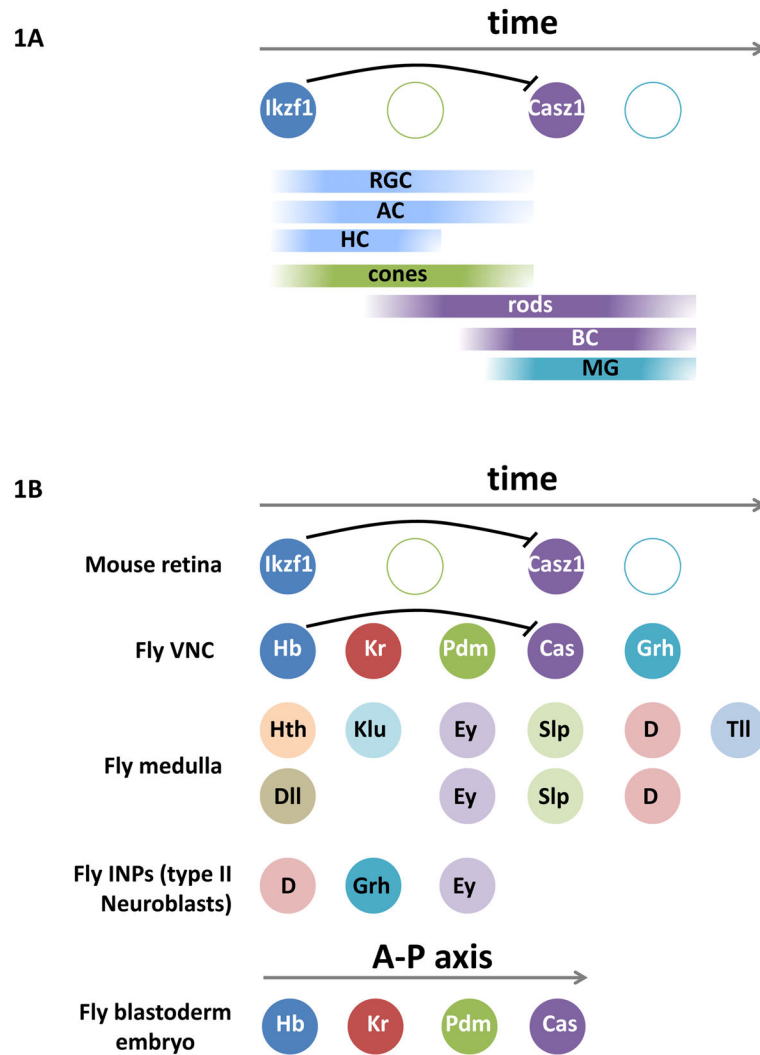 1A
time
Ikzf1 Casz1
RGC
AC
HC
cones
rods
BC
MG
1B
time
Mouse retina Ikzf1 Casz1
Fly VNC Hb Kr Pdm Cas Grh
Hth Klu Ey Slp D Tll
Fly medulla
Dll Ey Slp D
Fly INPs (type II
Neuroblasts)
D Grh Ey
A-P axis
Fly blastoderm
embryo
Hb Kr Pdm Cas